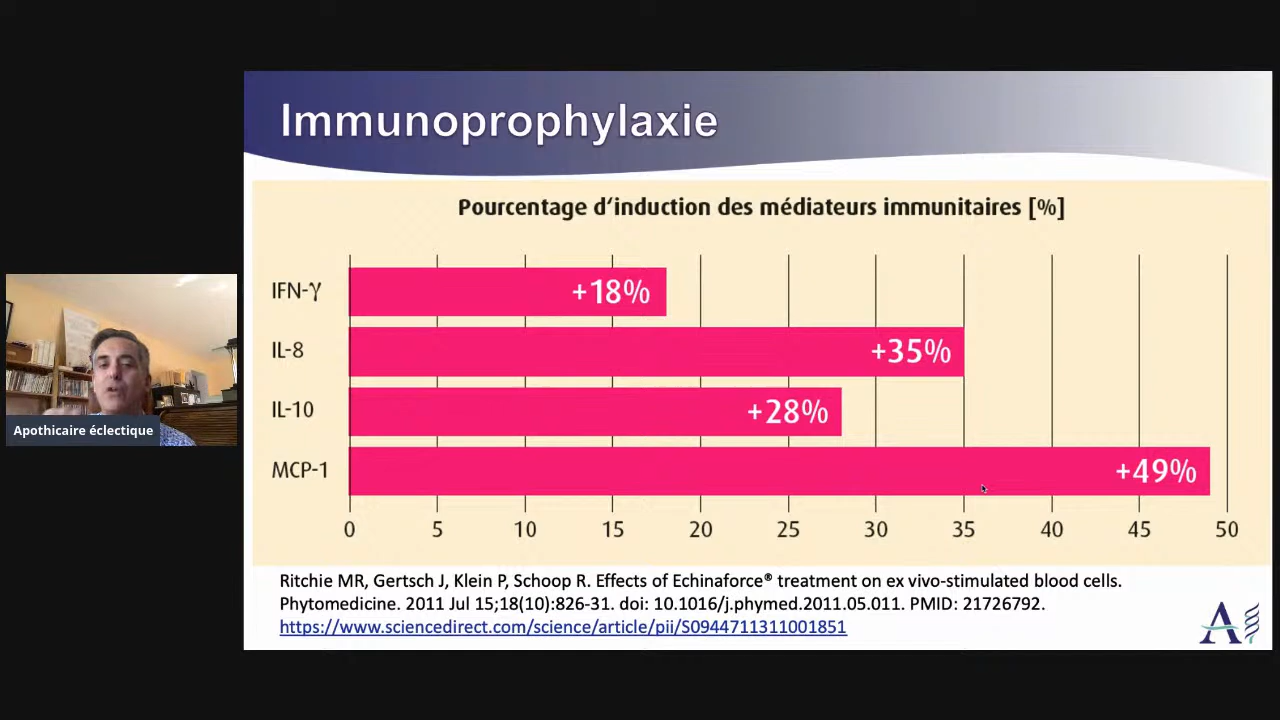 Immunoprophylaxie
Pourcentage d‘induction des médiateurs immunitaires [%]
IFN-γ
+18%
IL-8
+35%
IL-10
+28%
MCP-1
+49%
0 5 10 15 20 25 30 35 40 45 50
Ritchie MR, Gertsch J, Klein P, Schoop R. Effects of Echinaforce® treatment on ex vivo-stimulated blood cells.
Phytomedicine. 2011 Jul 15;18(10):826-31. doi: 10.1016/j.phymed.2011.05.011. PMID: 21726792.
https://www.sciencedirect.com/science/article/pii/S0944711311001851
Apothicaire éclectique
A